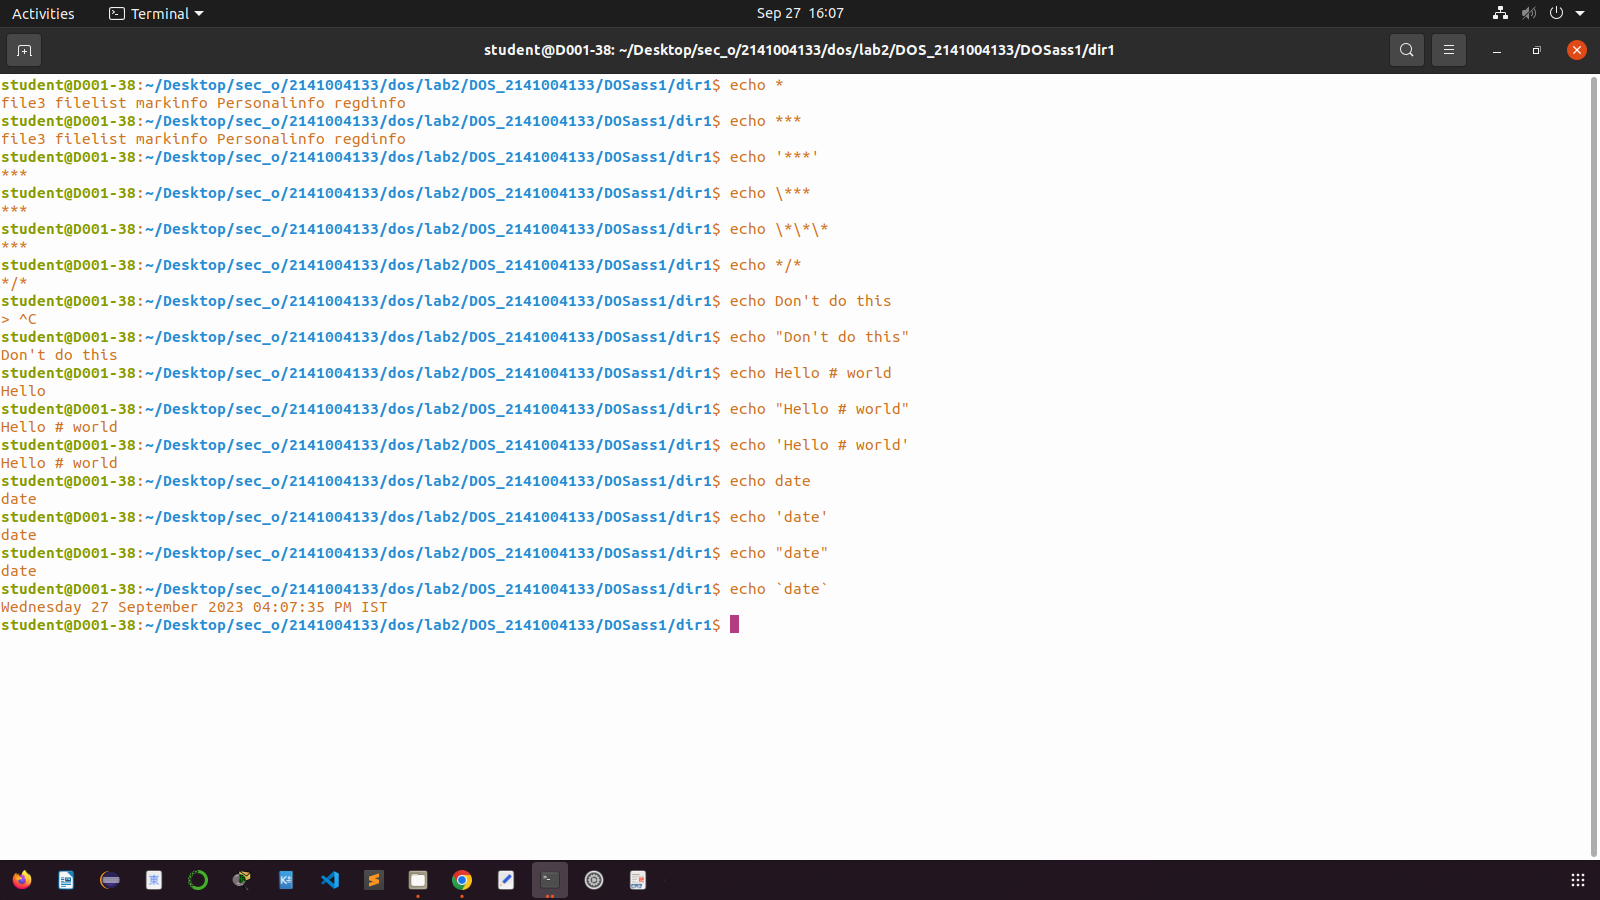 Activities Terminal Sep 27 16:07
student@D001-38: ~/Desktop/sec_o/2141004133/dos/lab2/DOS_2141004133/DOSass1/dir1
student@D001-38:~/Desktop/sec_o/2141004133/dos/lab2/DOS_2141004133/DOSass1/dir1$ echo *
file3 filelist markinfo Personalinfo regdinfo
student@D001-38:~/Desktop/sec_o/2141004133/dos/lab2/DOS_2141004133/DOSass1/dir1$ echo ***
file3 filelist markinfo Personalinfo regdinfo
student@D001-38:~/Desktop/sec_o/2141004133/dos/lab2/DOS_2141004133/DOSass1/dir1$ echo '***'
***
student@D001-38:~/Desktop/sec_o/2141004133/dos/lab2/DOS_2141004133/DOSass1/dir1$ echo \***
***
student@D001-38:~/Desktop/sec_o/2141004133/dos/lab2/DOS_2141004133/DOSass1/dir1$ echo \*\*\*
***
student@D001-38:~/Desktop/sec_o/2141004133/dos/lab2/DOS_2141004133/DOSass1/dir1$ echo */*
*/*
student@D001-38:~/Desktop/sec_o/2141004133/dos/lab2/DOS_2141004133/DOSass1/dir1$ echo Don't do this
> ^C
student@D001-38:~/Desktop/sec_o/2141004133/dos/lab2/DOS_2141004133/DOSass1/dir1$ echo "Don't do this"
Don't do this
student@D001-38:~/Desktop/sec_o/2141004133/dos/lab2/DOS_2141004133/DOSass1/dir1$ echo Hello # world
Hello
student@D001-38:~/Desktop/sec_o/2141004133/dos/lab2/DOS_2141004133/DOSass1/dir1$ echo "Hello # world"
Hello # world
student@D001-38:~/Desktop/sec_o/2141004133/dos/lab2/DOS_2141004133/DOSass1/dir1$ echo 'Hello # world'
Hello # world
student@D001-38:~/Desktop/sec_o/2141004133/dos/lab2/DOS_2141004133/DOSass1/dir1$ echo date
date
student@D001-38:~/Desktop/sec_o/2141004133/dos/lab2/DOS_2141004133/DOSass1/dir1$ echo 'date'
date
student@D001-38:~/Desktop/sec_o/2141004133/dos/lab2/DOS_2141004133/DOSass1/dir1$ echo "date"
date
student@D001-38:~/Desktop/sec_o/2141004133/dos/lab2/DOS_2141004133/DOSass1/dir1$ echo `date`
Wednesday 27 September 2023 04:07:35 PM IST
student@D001-38:~/Desktop/sec_o/2141004133/dos/lab2/DOS_2141004133/DOSass1/dir1$